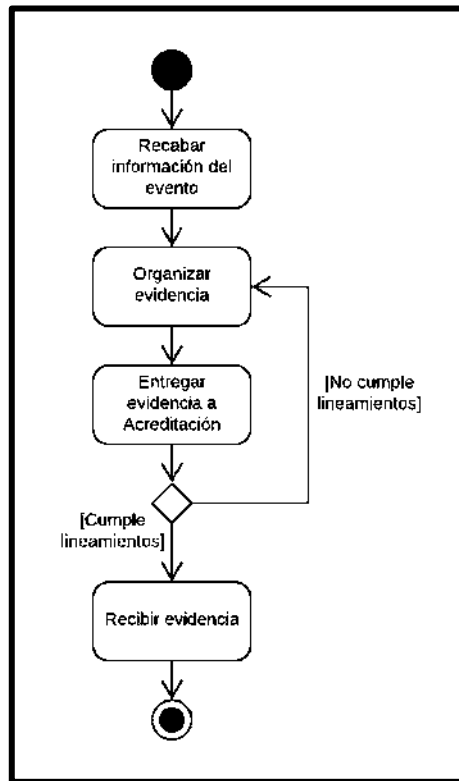 Recabar
información del
evento
Organizar
evidencia
Entregar
evidencia a
Acreditación
[No cumple
lineamientos]
[Cumple
lineamientos]
Recibir evidencia